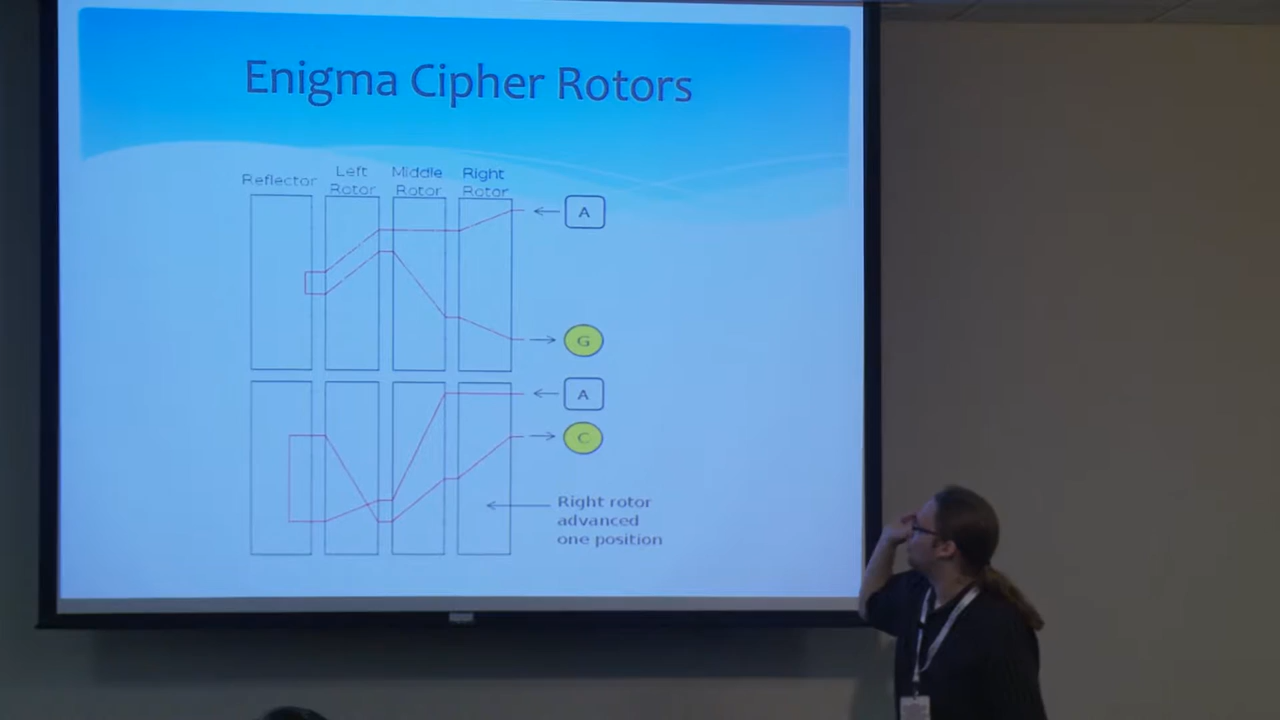 Enigma Cipher Rotors
Reflector
Left
Rotor
Middle
Rotor
Right
Rotor
A
G
A
C
Right rotor
advanced
one position